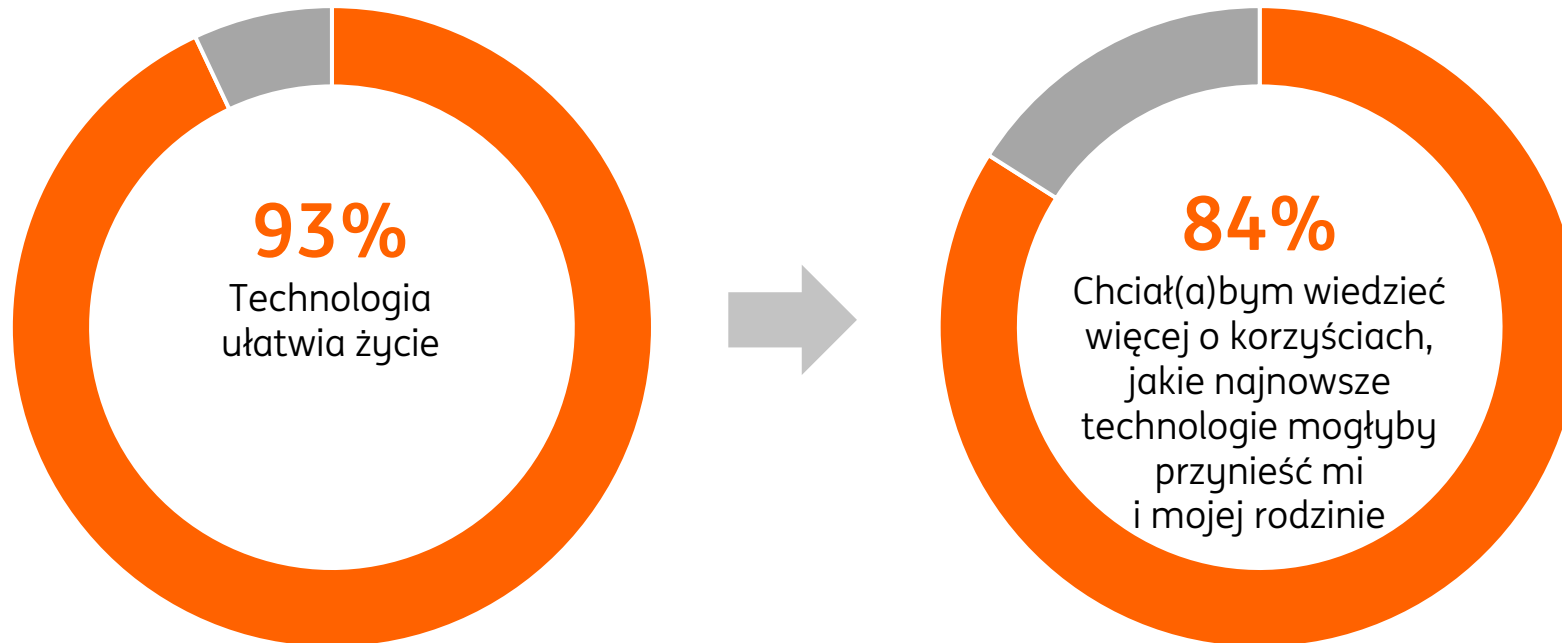 93%
Technologia
ułatwia życie
84%
Chciał(a)bym wiedzieć
więcej o korzyściach,
jakie najnowsze
technologie mogłyby
przynieść mi
i mojej rodzinie